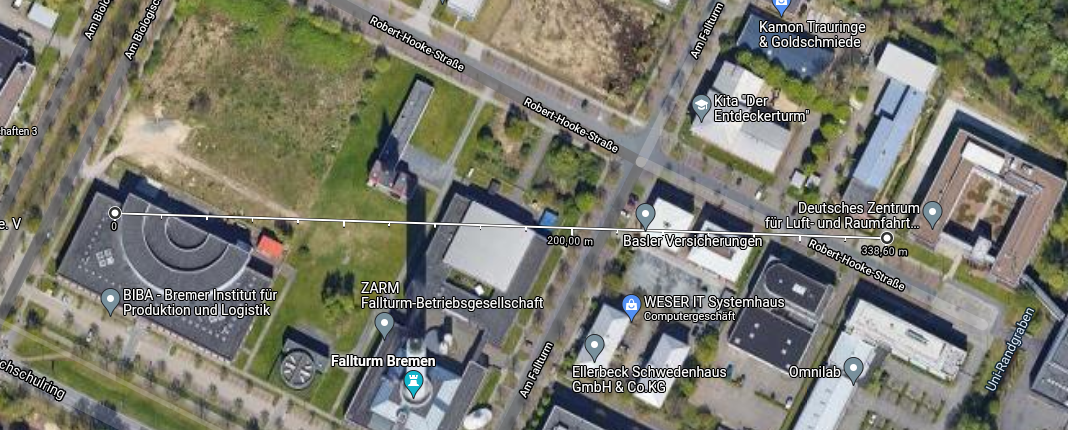 Am Biolo
Am Biologisc
Robert-Hooke-Straße
Am Fallturm
Kamon Trauringe
& Goldschmiede
Robert-Hooke-Straße
Kita "Der
Entdeckerturm"
haften 3
e. V
0
Deutsches Zentrum
für Luft- und Raumfahrt...
200,00 m
Basler Versicherungen
338,60 m
Robert-Hooke-Straße
BIBA - Bremer Institut für
Produktion und Logistik
ZARM
Fallturm-Betriebsgesellschaft
WESER IT Systemhaus
Computergeschäft
Fallturm Bremen
Am Fallturm
Ellerbeck Schwedenhaus
GmbH & Co.KG
Omnilab
Uni-Randgraben
chschulring